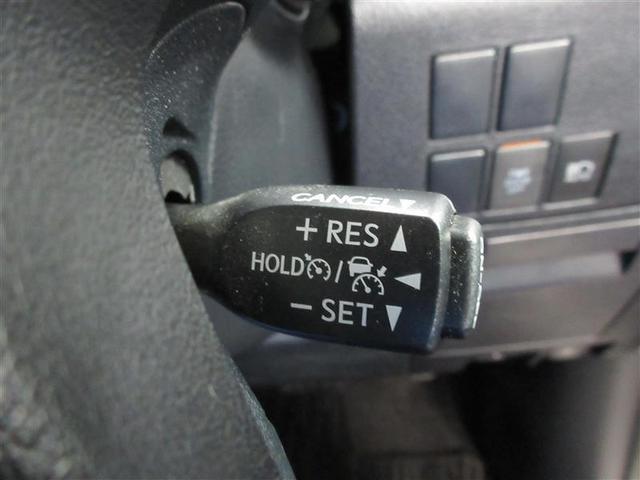 CANCEL
+ RES
HOLD /
− SET